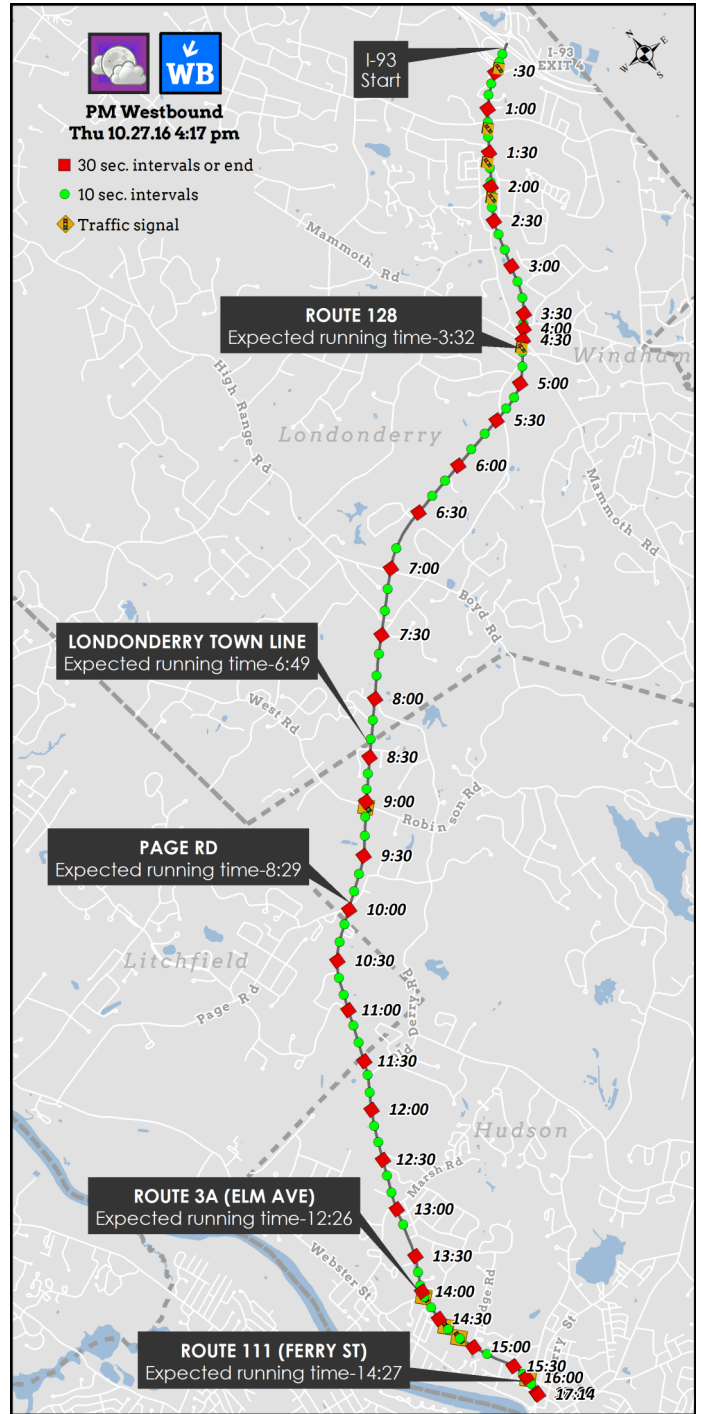 I-93
Start
I-93
EXIT 4
N
E
W
S
WB
PM Westbound
Thu 10.27.16 4:17 pm
30 sec. intervals or end
10 sec. intervals
Traffic signal
:30
1:00
1:30
2:00
2:30
Mammoth Rd
3:00
ROUTE 128
Expected running time-3:32
3:30
4:00
4:30
Windham
High Range Rd
5:00
5:30
Londonderry
6:00
Mammoth Rd
6:30
7:00
Boyd Rd
LONDONDERRY TOWN LINE
Expected running time-6:49
7:30
West Rd
8:00
8:30
9:00
Robinson Rd
PAGE RD
Expected running time-8:29
9:30
10:00
Litchfield
10:30
Page Rd
11:00
Derry Rd
11:30
12:00
Hudson
12:30
Marsh Rd
ROUTE 3A (ELM AVE)
Expected running time-12:26
13:00
Webster St
13:30
14:00
14:30
ROUTE 111 (FERRY ST)
Expected running time-14:27
15:00
15:30
16:00
17:14